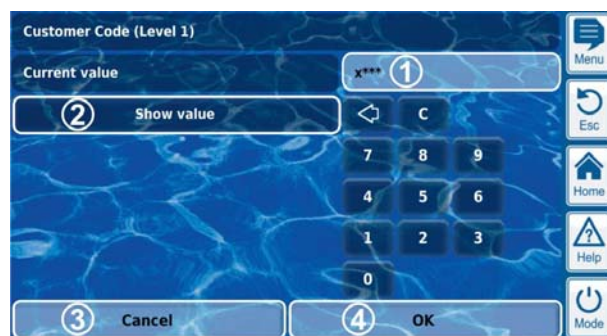 Customer Code (Level 1)
Current value
x*** 1
2 Show value
C
7 8 9
4 5 6
1 2 3
0
3 Cancel
4 OK
Menu
Esc
Home
? Help
Mode